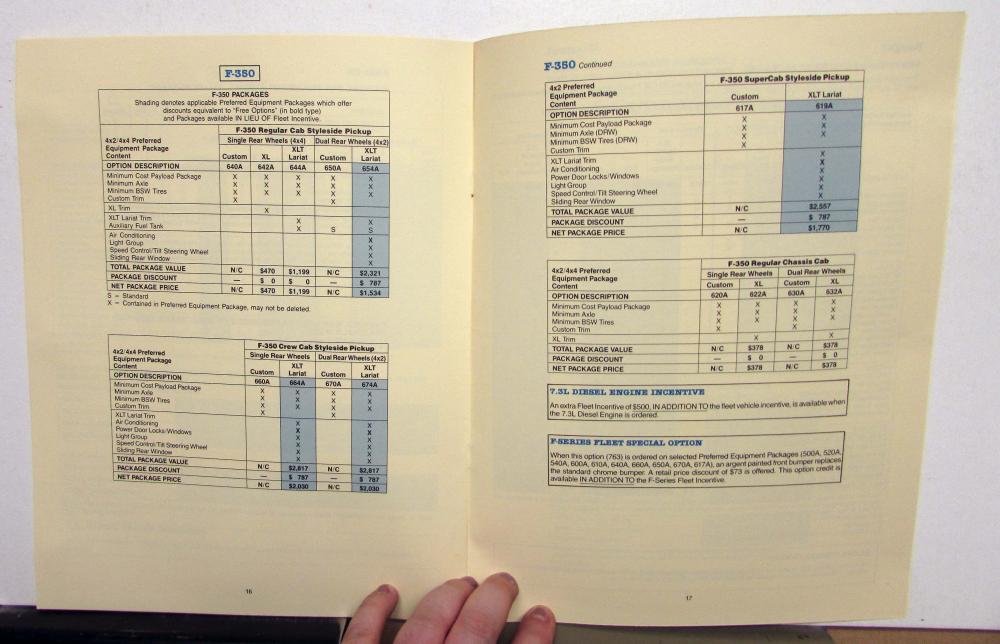 F-350
F-350 PACKAGES
Shading denotes applicable Preferred Equipment Packages which offer
discounts equivalent to "Free Options" (in bold type)
and Packages available IN LIEU OF Fleet Incentive.
F-350 Regular Cab Styleside Pickup
4x2/4x4 Preferred Single Rear Wheels (4x4) Dual Rear Wheels (4x2)
Equipment Package XLT XLT
Content Custom XL Lariat Custom Lariat
OPTION DESCRIPTION 640A 642A 644A 650A 654A
Minimum Cost Payload Package X X X X X
Minimum Axle X X X X X
Minimum BSW Tires X X X X X
Custom Trim X X
XL Trim X
XLT Lariat Trim X X
Auxiliary Fuel Tank X S S
Air Conditioning X
Light Group X
Speed Control/Tilt Steering Wheel X
Sliding Rear Window X
TOTAL PACKAGE VALUE N/C $470 $1,199 N/C $2,321
PACKAGE DISCOUNT — $ 0 $ 0 — $ 787
NET PACKAGE PRICE N/C $470 $1,199 N/C $1,534
S = Standard
X = Contained in Preferred Equipment Package, may not be deleted.
F-350 Crew Cab Styleside Pickup
4x2/4x4 Preferred Single Rear Wheels Dual Rear Wheels (4x2)
Equipment Package XLT XLT
Content Custom Lariat Custom Lariat
OPTION DESCRIPTION 660A 664A 670A 674A
Minimum Cost Payload Package X X X X
Minimum Axle X X X X
Minimum BSW Tires X X X X
Custom Trim X X
XLT Lariat Trim X X
Air Conditioning X X
Power Door Locks/Windows X X
Light Group X X
Speed Control/Tilt Steering Wheel X X
Sliding Rear Window X X
TOTAL PACKAGE VALUE N/C $2,817 N/C $2,817
PACKAGE DISCOUNT — $ 787 — $ 787
NET PACKAGE PRICE N/C $2,030 N/C $2,030
16
F-350 Continued
F-350 SuperCab Styleside Pickup
4x2 Preferred
Equipment Package
Content Custom XLT Lariat
OPTION DESCRIPTION 617A 619A
Minimum Cost Payload Package X X
Minimum Axle (DRW) X X
Minimum BSW Tires (DRW) X X
Custom Trim X
XLT Lariat Trim X
Air Conditioning X
Power Door Locks/Windows X
Light Group X
Speed Control/Tilt Steering Wheel X
Sliding Rear Window X
TOTAL PACKAGE VALUE N/C $2,557
PACKAGE DISCOUNT — $ 787
NET PACKAGE PRICE N/C $1,770
F-350 Regular Chassis Cab
4x2/4x4 Preferred Single Rear Wheels Dual Rear Wheels
Equipment Package
Content Custom XL Custom XL
OPTION DESCRIPTION 620A 622A 630A 632A
Minimum Cost Payload Package X X X X
Minimum Axle X X X X
Minimum BSW Tires X X X X
Custom Trim X X
XL Trim X X
TOTAL PACKAGE VALUE N/C $378 N/C $378
PACKAGE DISCOUNT — $ 0 — $ 0
NET PACKAGE PRICE N/C $378 N/C $378
7.3L DIESEL ENGINE INCENTIVE
An extra Fleet Incentive of $500, IN ADDITION TO the fleet vehicle incentive, is available when
the 7.3L Diesel Engine is ordered.
F-SERIES FLEET SPECIAL OPTION
When this option (763) is ordered on selected Preferred Equipment Packages (500A, 520A,
540A, 600A, 610A, 640A, 660A, 650A, 670A, 617A), an argent painted front bumper replaces
the standard chrome bumper. A retail price discount of $73 is offered. This option credit is
available IN ADDITION TO the F-Series Fleet Incentive.
17